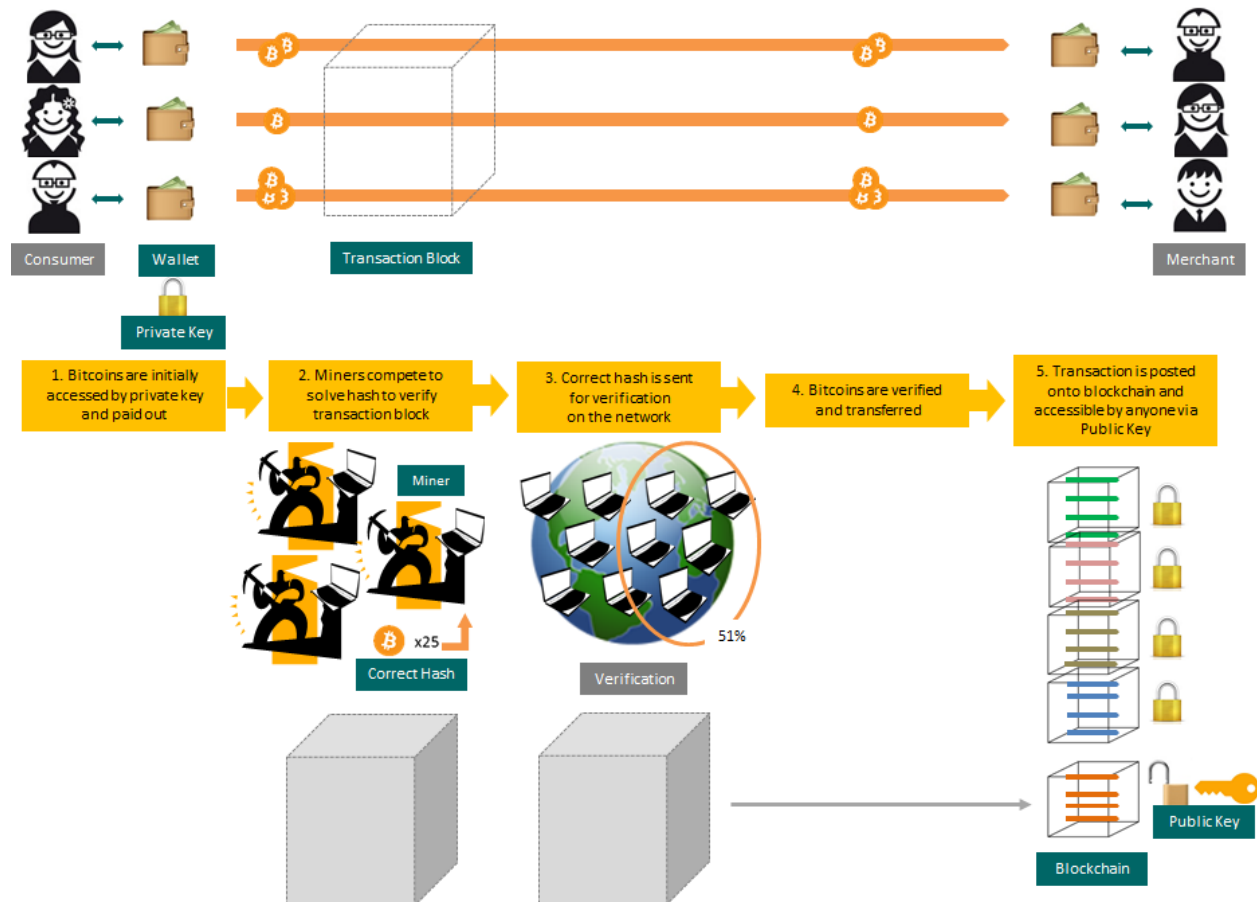 Consumer
Wallet
Transaction Block
Merchant
Private Key
1. Bitcoins are initially
accessed by private key
and paid out
2. Miners compete to
solve hash to verify
transaction block
3. Correct hash is sent
for verification
on the network
4. Bitcoins are verified
and transferred
5. Transaction is posted
onto blockchain and
accessible by anyone via
Public Key
Miner
x25
Correct Hash
51%
Verification
Public Key
Blockchain